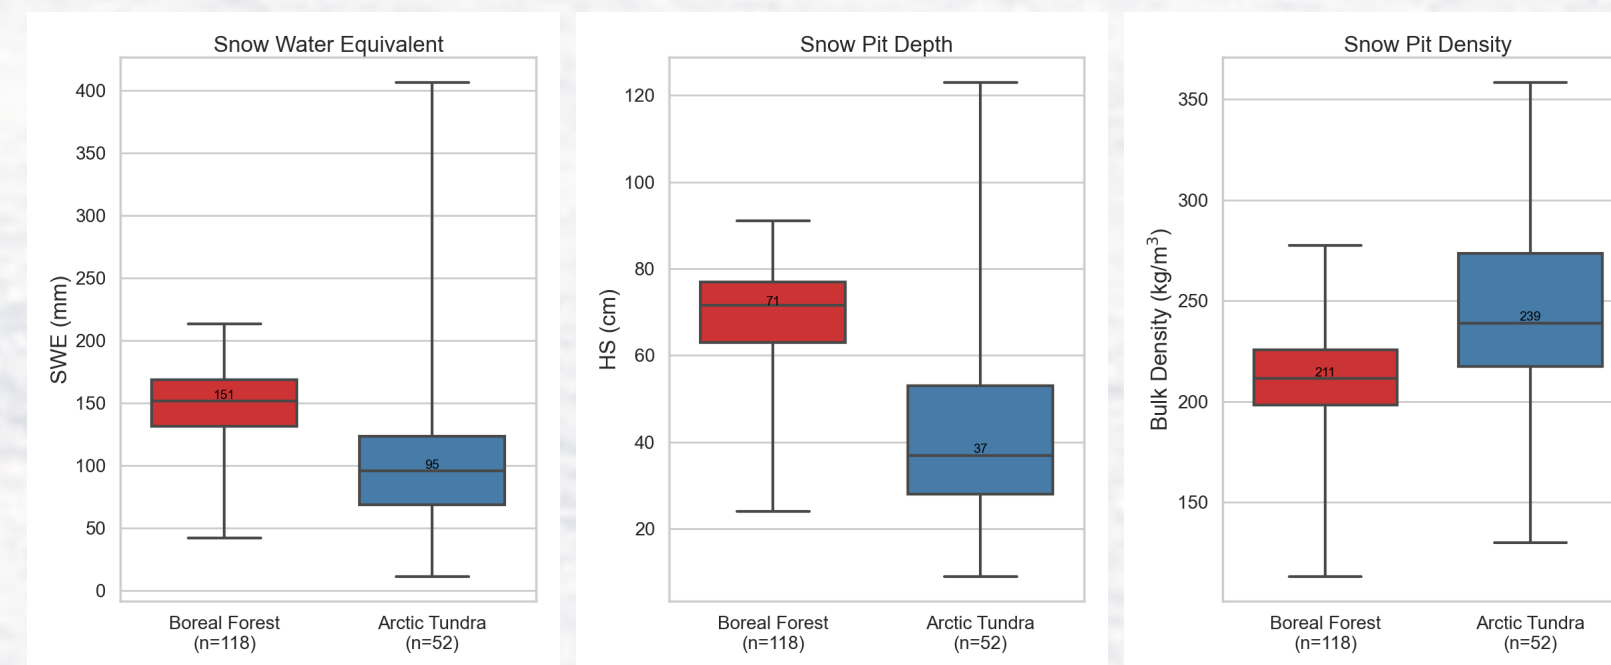 Snow Water Equivalent
SWE (mm)
400
350
300
250
200
150
100
50
0
151
95
Boreal Forest
(n=118)
Arctic Tundra
(n=52)
Snow Pit Depth
HS (cm)
120
100
80
60
40
20
71
37
Boreal Forest
(n=118)
Arctic Tundra
(n=52)
Snow Pit Density
Bulk Density (kg/m³)
350
300
250
200
150
211
239
Boreal Forest
(n=118)
Arctic Tundra
(n=52)